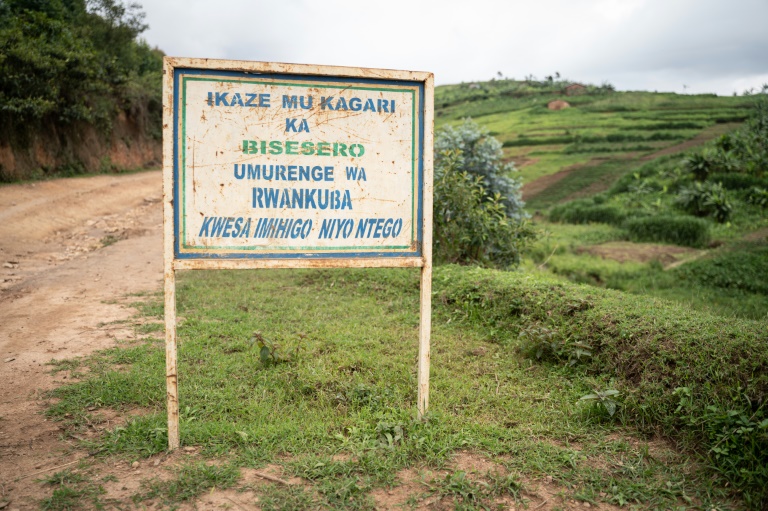 IKAZE MU KAGARI
KA
BISESERO
UMURENGE WA
RWANKUBA
KWESA IMIHIGO NIYO NTEGO